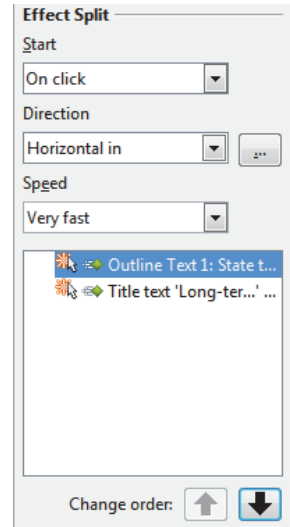 Effect Split
Start
On click
Direction
Horizontal in
...
Speed
Very fast
Outline Text 1: State t...
Title text 'Long-ter...' ...
Change order: